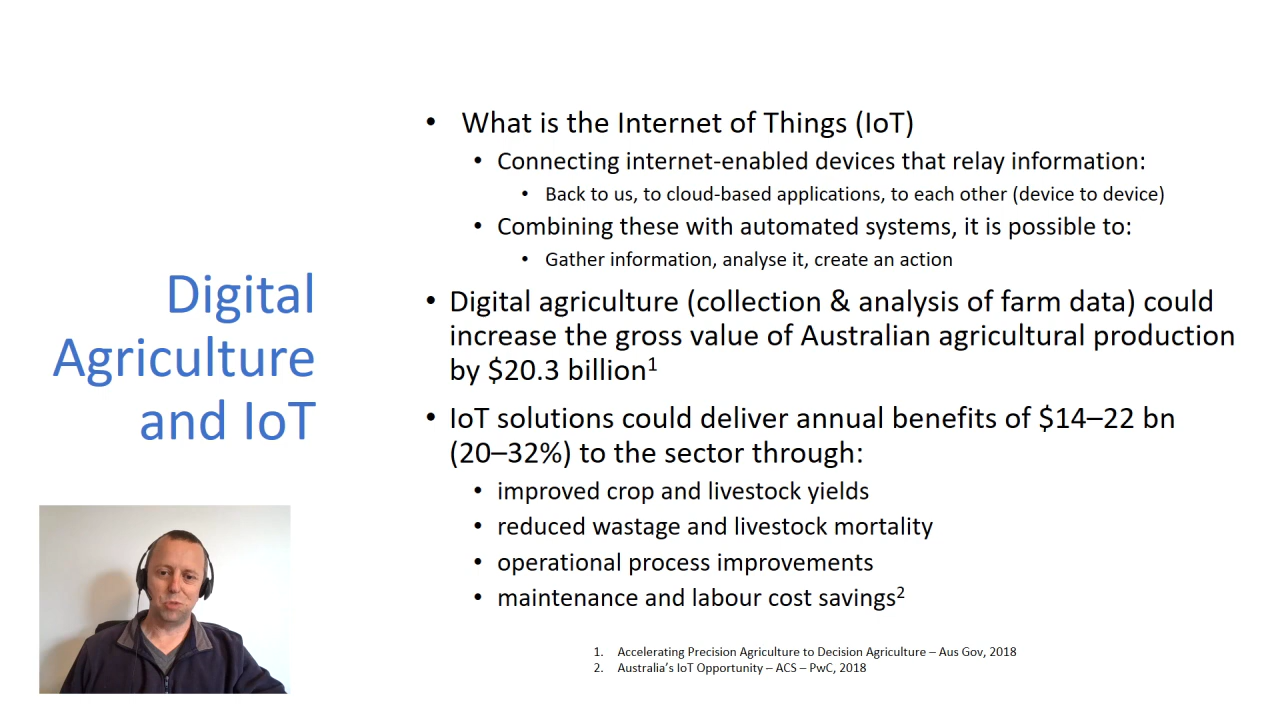 Digital
Agriculture
and IoT
• What is the Internet of Things (IoT)
• Connecting internet-enabled devices that relay information:
• Back to us, to cloud-based applications, to each other (device to device)
• Combining these with automated systems, it is possible to:
• Gather information, analyse it, create an action
• Digital agriculture (collection & analysis of farm data) could
increase the gross value of Australian agricultural production
by $20.3 billion¹
• IoT solutions could deliver annual benefits of $14–22 bn
(20–32%) to the sector through:
• improved crop and livestock yields
• reduced wastage and livestock mortality
• operational process improvements
• maintenance and labour cost savings²
1. Accelerating Precision Agriculture to Decision Agriculture – Aus Gov, 2018
2. Australia's IoT Opportunity – ACS – PwC, 2018